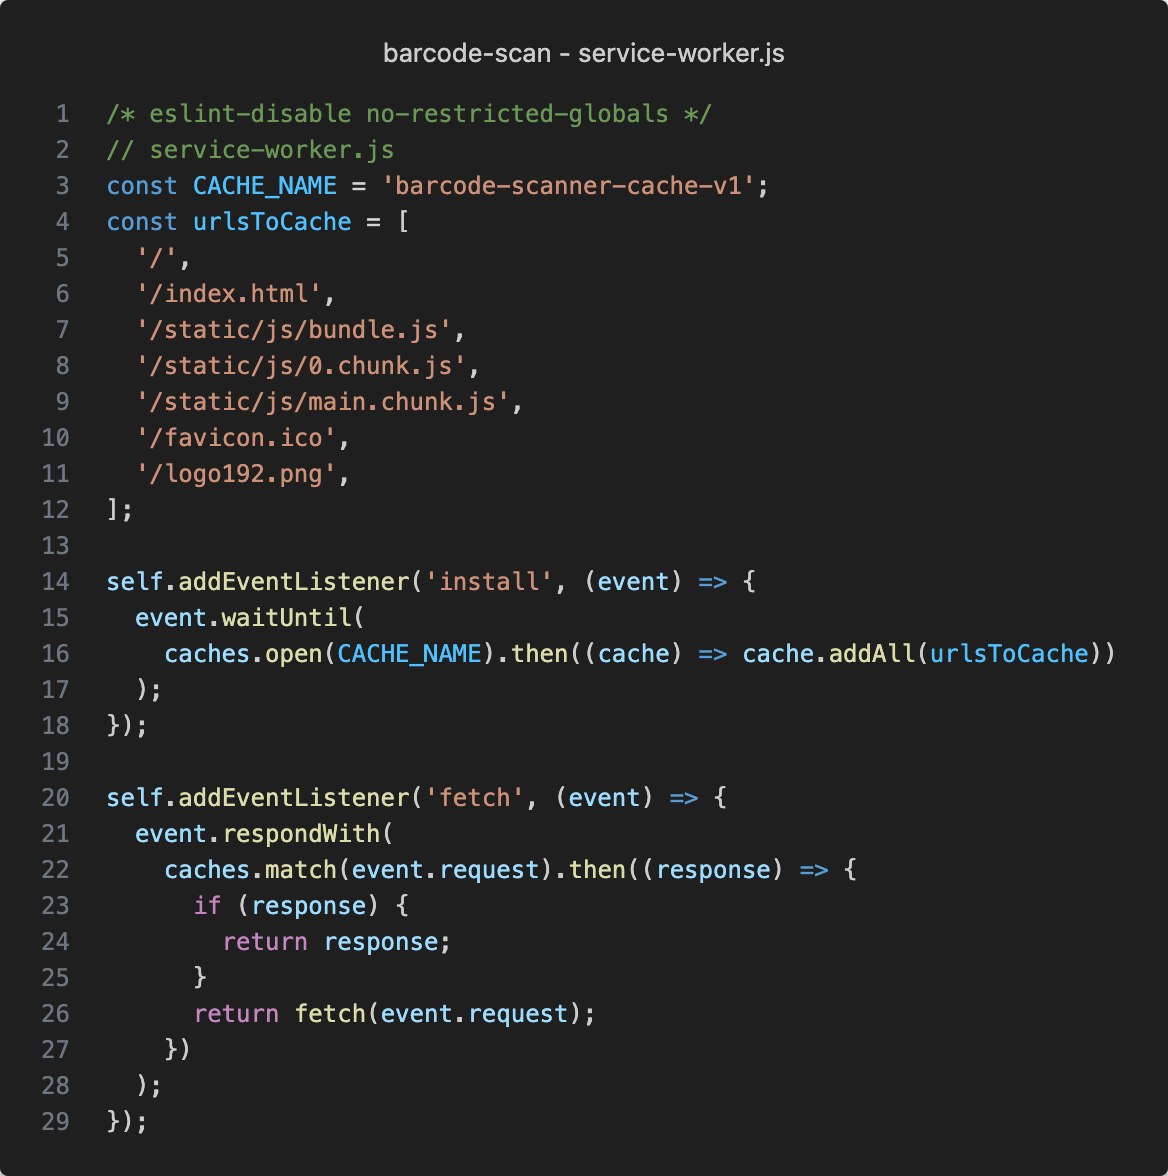 barcode-scan - service-worker.js
1 /* eslint-disable no-restricted-globals */
2 // service-worker.js
3 const CACHE_NAME = 'barcode-scanner-cache-v1';
4 const urlsToCache = [
5   '/',
6   '/index.html',
7   '/static/js/bundle.js',
8   '/static/js/0.chunk.js',
9   '/static/js/main.chunk.js',
10   '/favicon.ico',
11   '/logo192.png',
12 ];
13
14 self.addEventListener('install', (event) => {
15   event.waitUntil(
16     caches.open(CACHE_NAME).then((cache) => cache.addAll(urlsToCache))
17   );
18 });
19
20 self.addEventListener('fetch', (event) => {
21   event.respondWith(
22     caches.match(event.request).then((response) => {
23       if (response) {
24         return response;
25       }
26       return fetch(event.request);
27     })
28   );
29 });